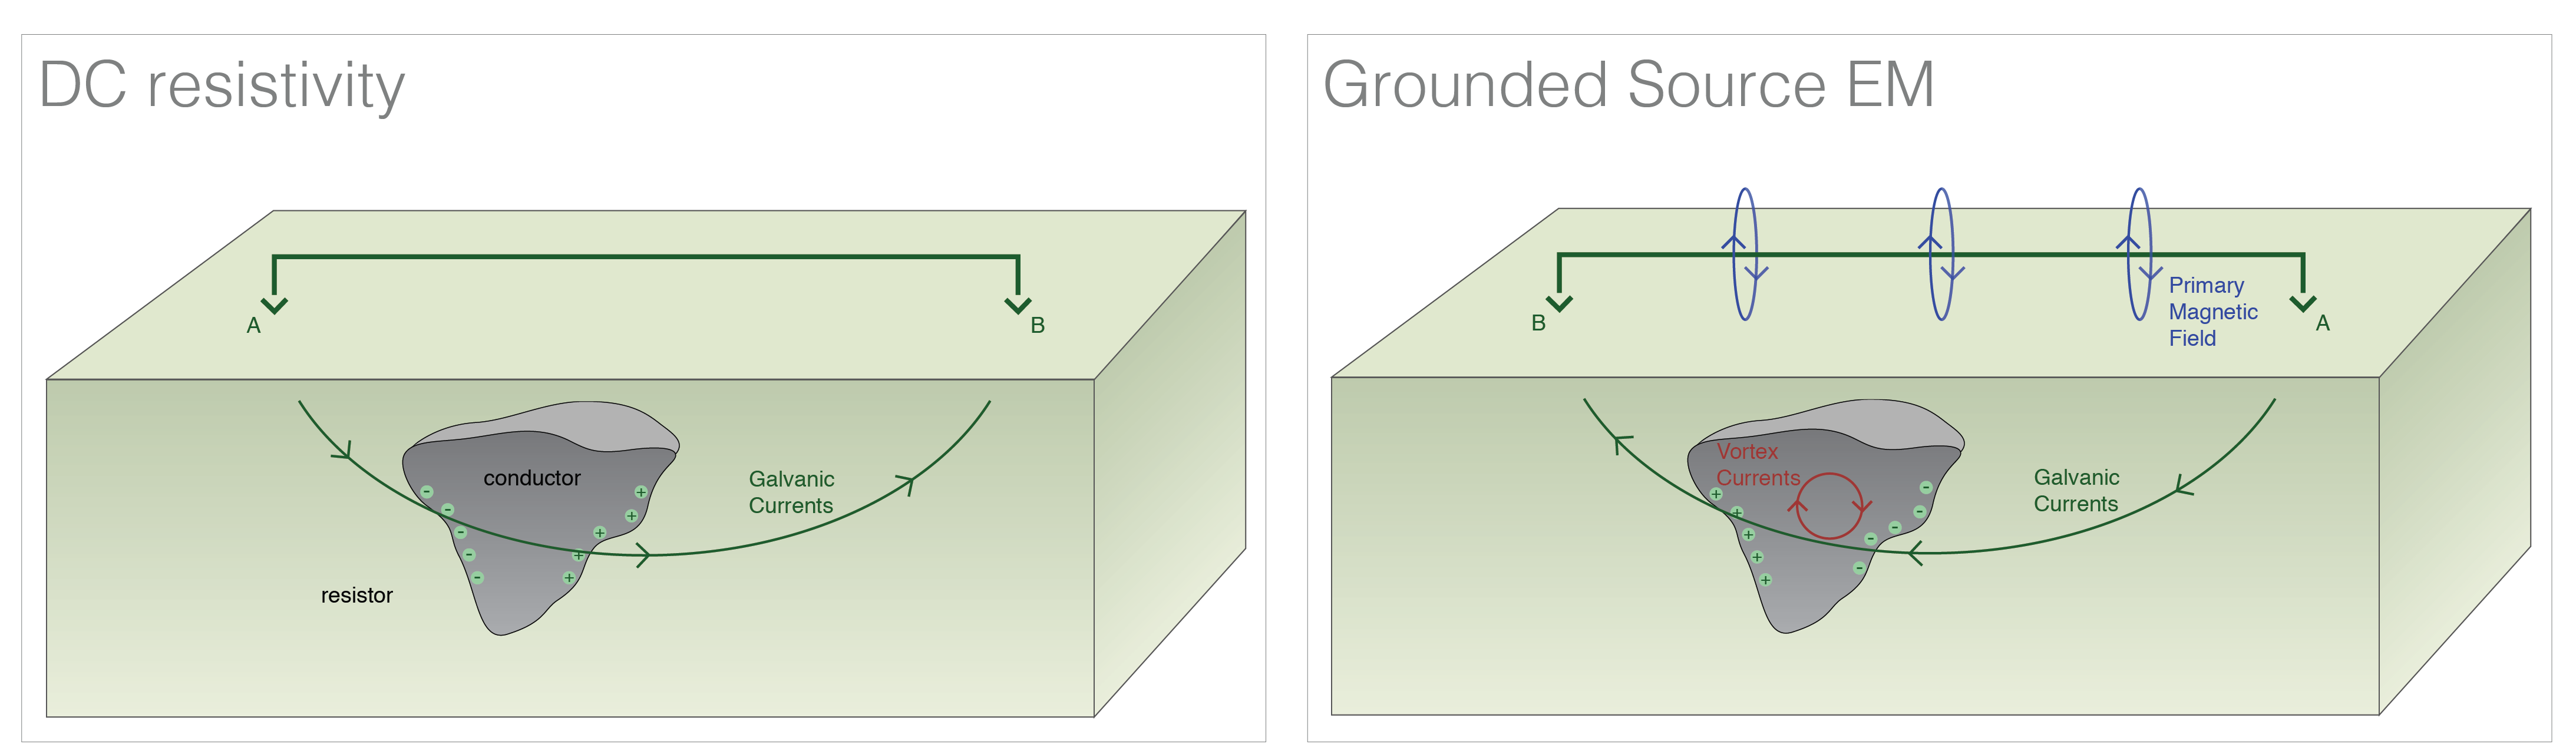 DC resistivity
A
B
conductor
Galvanic
Currents
resistor
-
-
-
-
-
+
+
+
+
+
Grounded Source EM
Primary
Magnetic
Field
B
A
Vortex
Currents
Galvanic
Currents
+
+
+
+
+
-
-
-
-
-